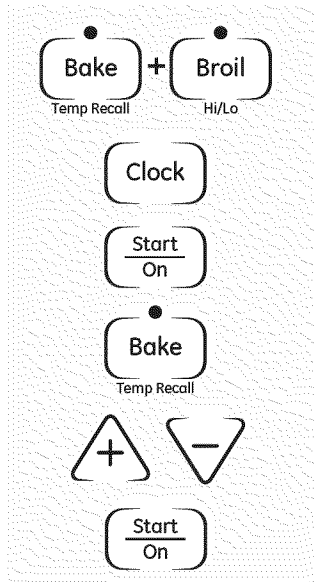 Bake + Broil
Temp Recall Hi/Lo
Clock
Start
On
Bake
Temp Recall
+ −
Start
On